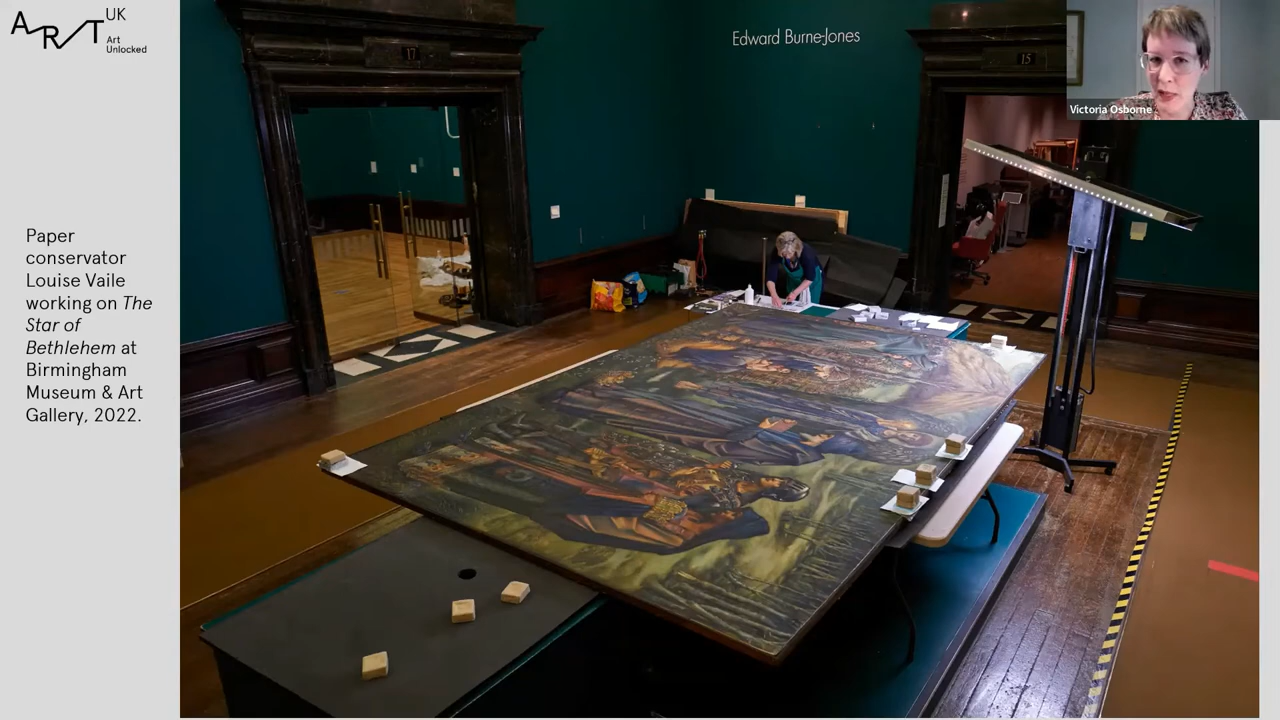 ART UK
Art
Unlocked
Edward Burne-Jones
17
15
Victoria Osborne
Paper
conservator
Louise Vaile
working on The
Star of
Bethlehem at
Birmingham
Museum & Art
Gallery, 2022.